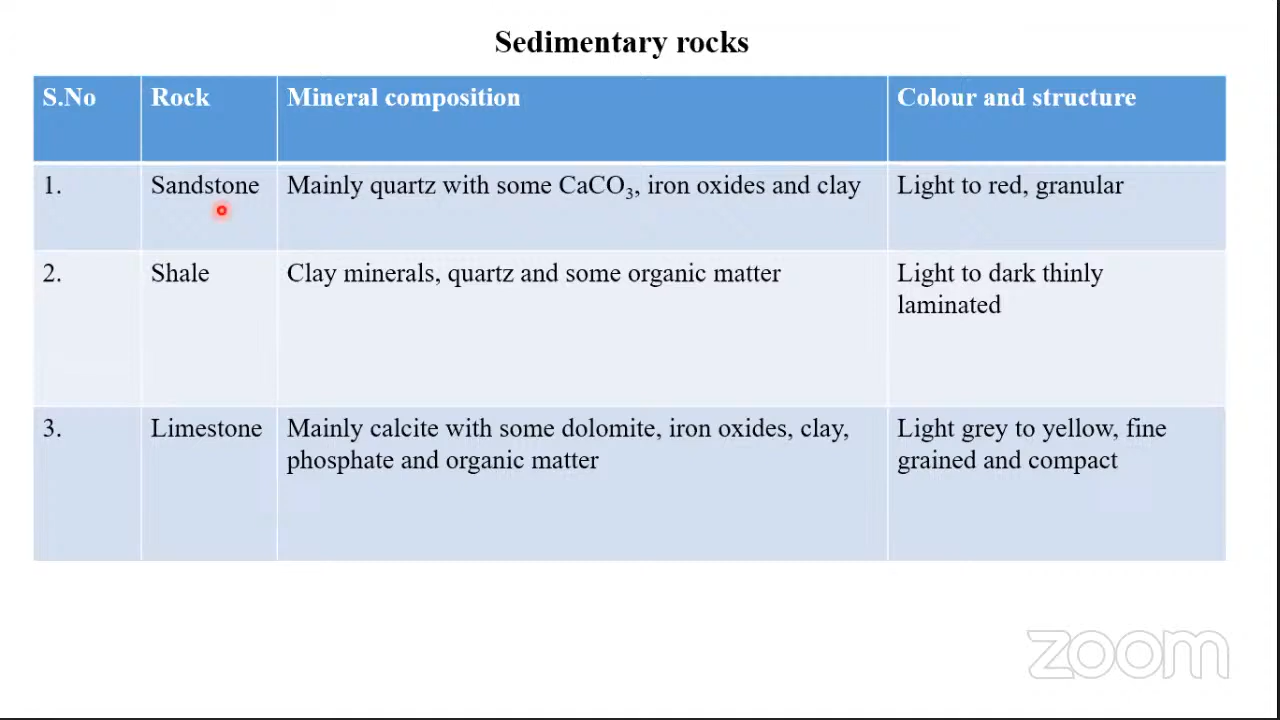 Sedimentary rocks
S.No Rock Mineral composition Colour and structure
1. Sandstone Mainly quartz with some CaCO₃, iron oxides and clay Light to red, granular
2. Shale Clay minerals, quartz and some organic matter Light to dark thinly
laminated
3. Limestone Mainly calcite with some dolomite, iron oxides, clay, Light grey to yellow, fine
phosphate and organic matter grained and compact
zoom